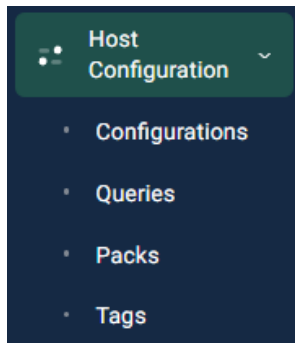 Host
Configuration
Configurations
Queries
Packs
Tags